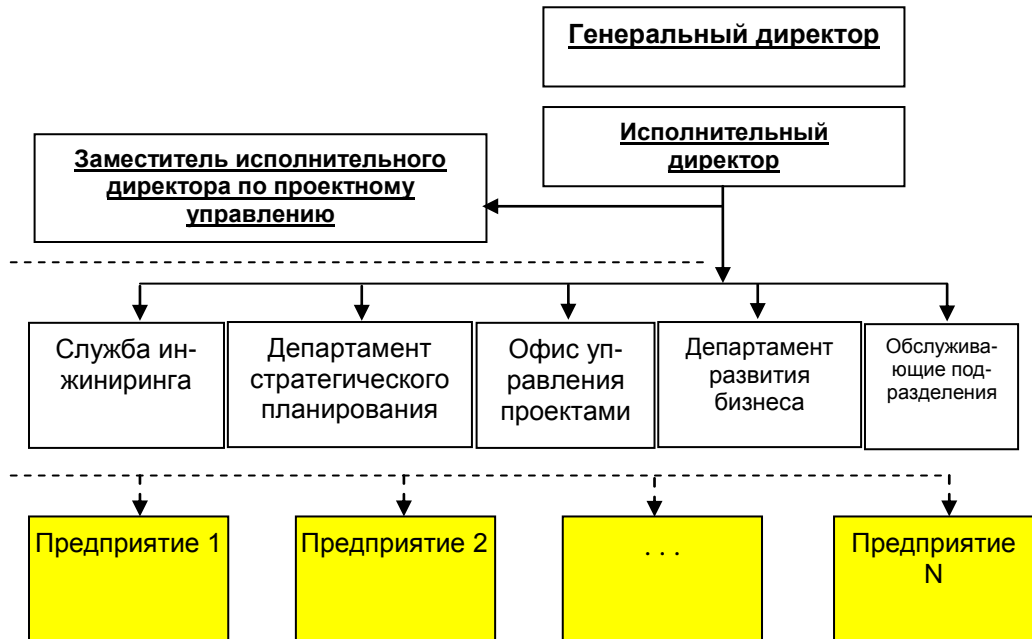 Генеральный директор
Исполнительный
директор
Заместитель исполнительного
директора по проектному
управлению
Служба ин-
жиниринга
Департамент
стратегического
планирования
Офис уп-
равления
проектами
Департамент
развития
бизнеса
Обслужива-
ющие под-
разделения
Предприятие 1
Предприятие 2
. . .
Предприятие
N